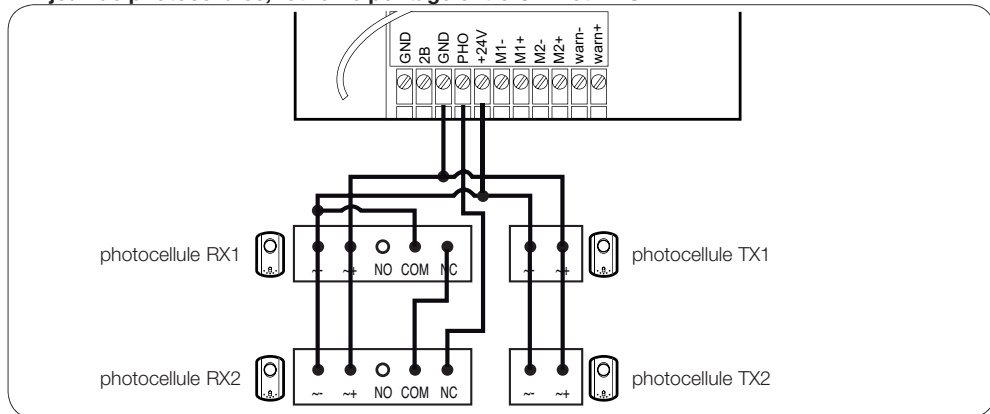 GND 2B GND PHO +24V M1- M1+ M2- M2+ warn- warn+
photocellule RX1
~- ~+ NO COM NC
~- ~+
photocellule TX1
photocellule RX2
~- ~+ NO COM NC
~- ~+
photocellule TX2